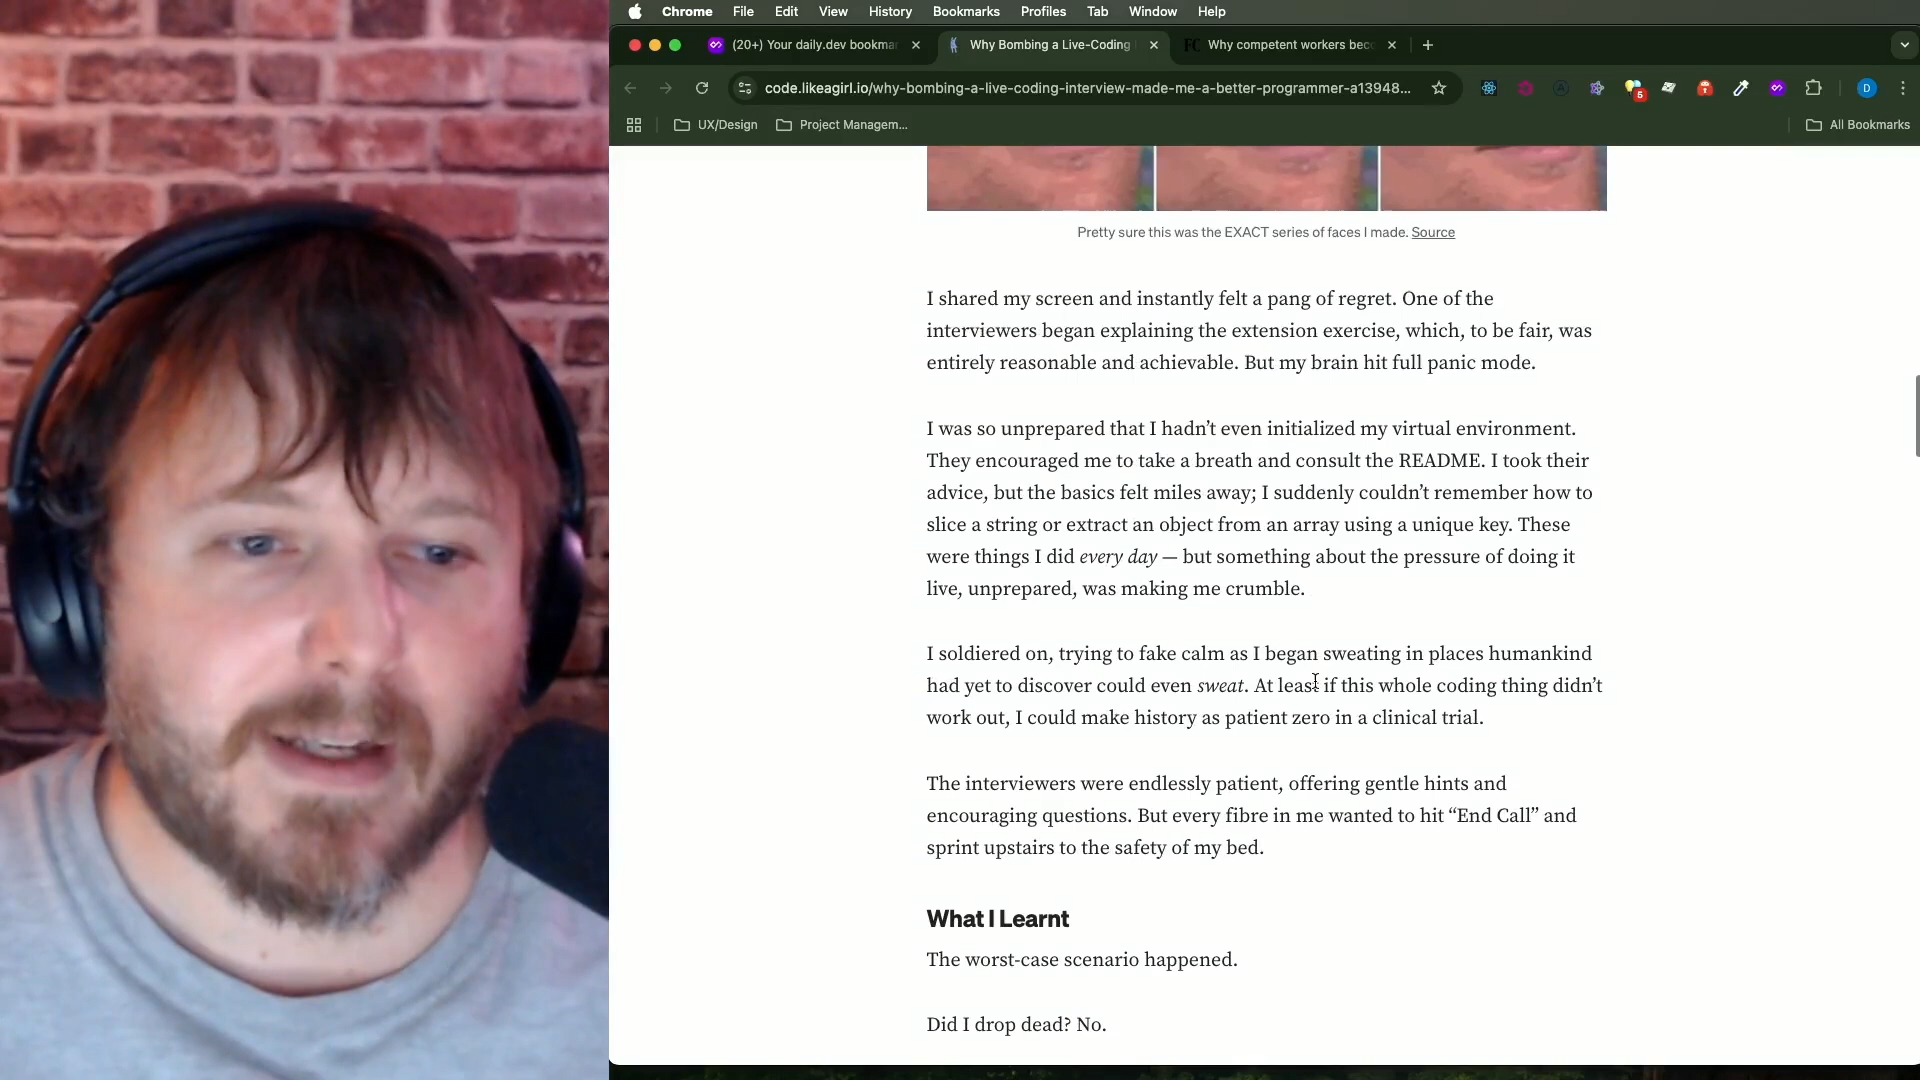 Chrome File Edit View History Bookmarks Profiles Tab Window Help
(20+) Your daily.dev bookma
Why Bombing a Live-Coding
Why competent workers bec
code.likeagirl.io/why-bombing-a-live-coding-interview-made-me-a-better-programmer-a13948...
5
D
UX/Design
Project Managem...
All Bookmarks
Pretty sure this was the EXACT series of faces I made. Source
I shared my screen and instantly felt a pang of regret. One of the
interviewers began explaining the extension exercise, which, to be fair, was
entirely reasonable and achievable. But my brain hit full panic mode.
I was so unprepared that I hadn’t even initialized my virtual environment.
They encouraged me to take a breath and consult the README. I took their
advice, but the basics felt miles away; I suddenly couldn’t remember how to
slice a string or extract an object from an array using a unique key. These
were things I did every day — but something about the pressure of doing it
live, unprepared, was making me crumble.
I soldiered on, trying to fake calm as I began sweating in places humankind
had yet to discover could even sweat. At least if this whole coding thing didn’t
work out, I could make history as patient zero in a clinical trial.
The interviewers were endlessly patient, offering gentle hints and
encouraging questions. But every fibre in me wanted to hit “End Call” and
sprint upstairs to the safety of my bed.
What I Learnt
The worst-case scenario happened.
Did I drop dead? No.